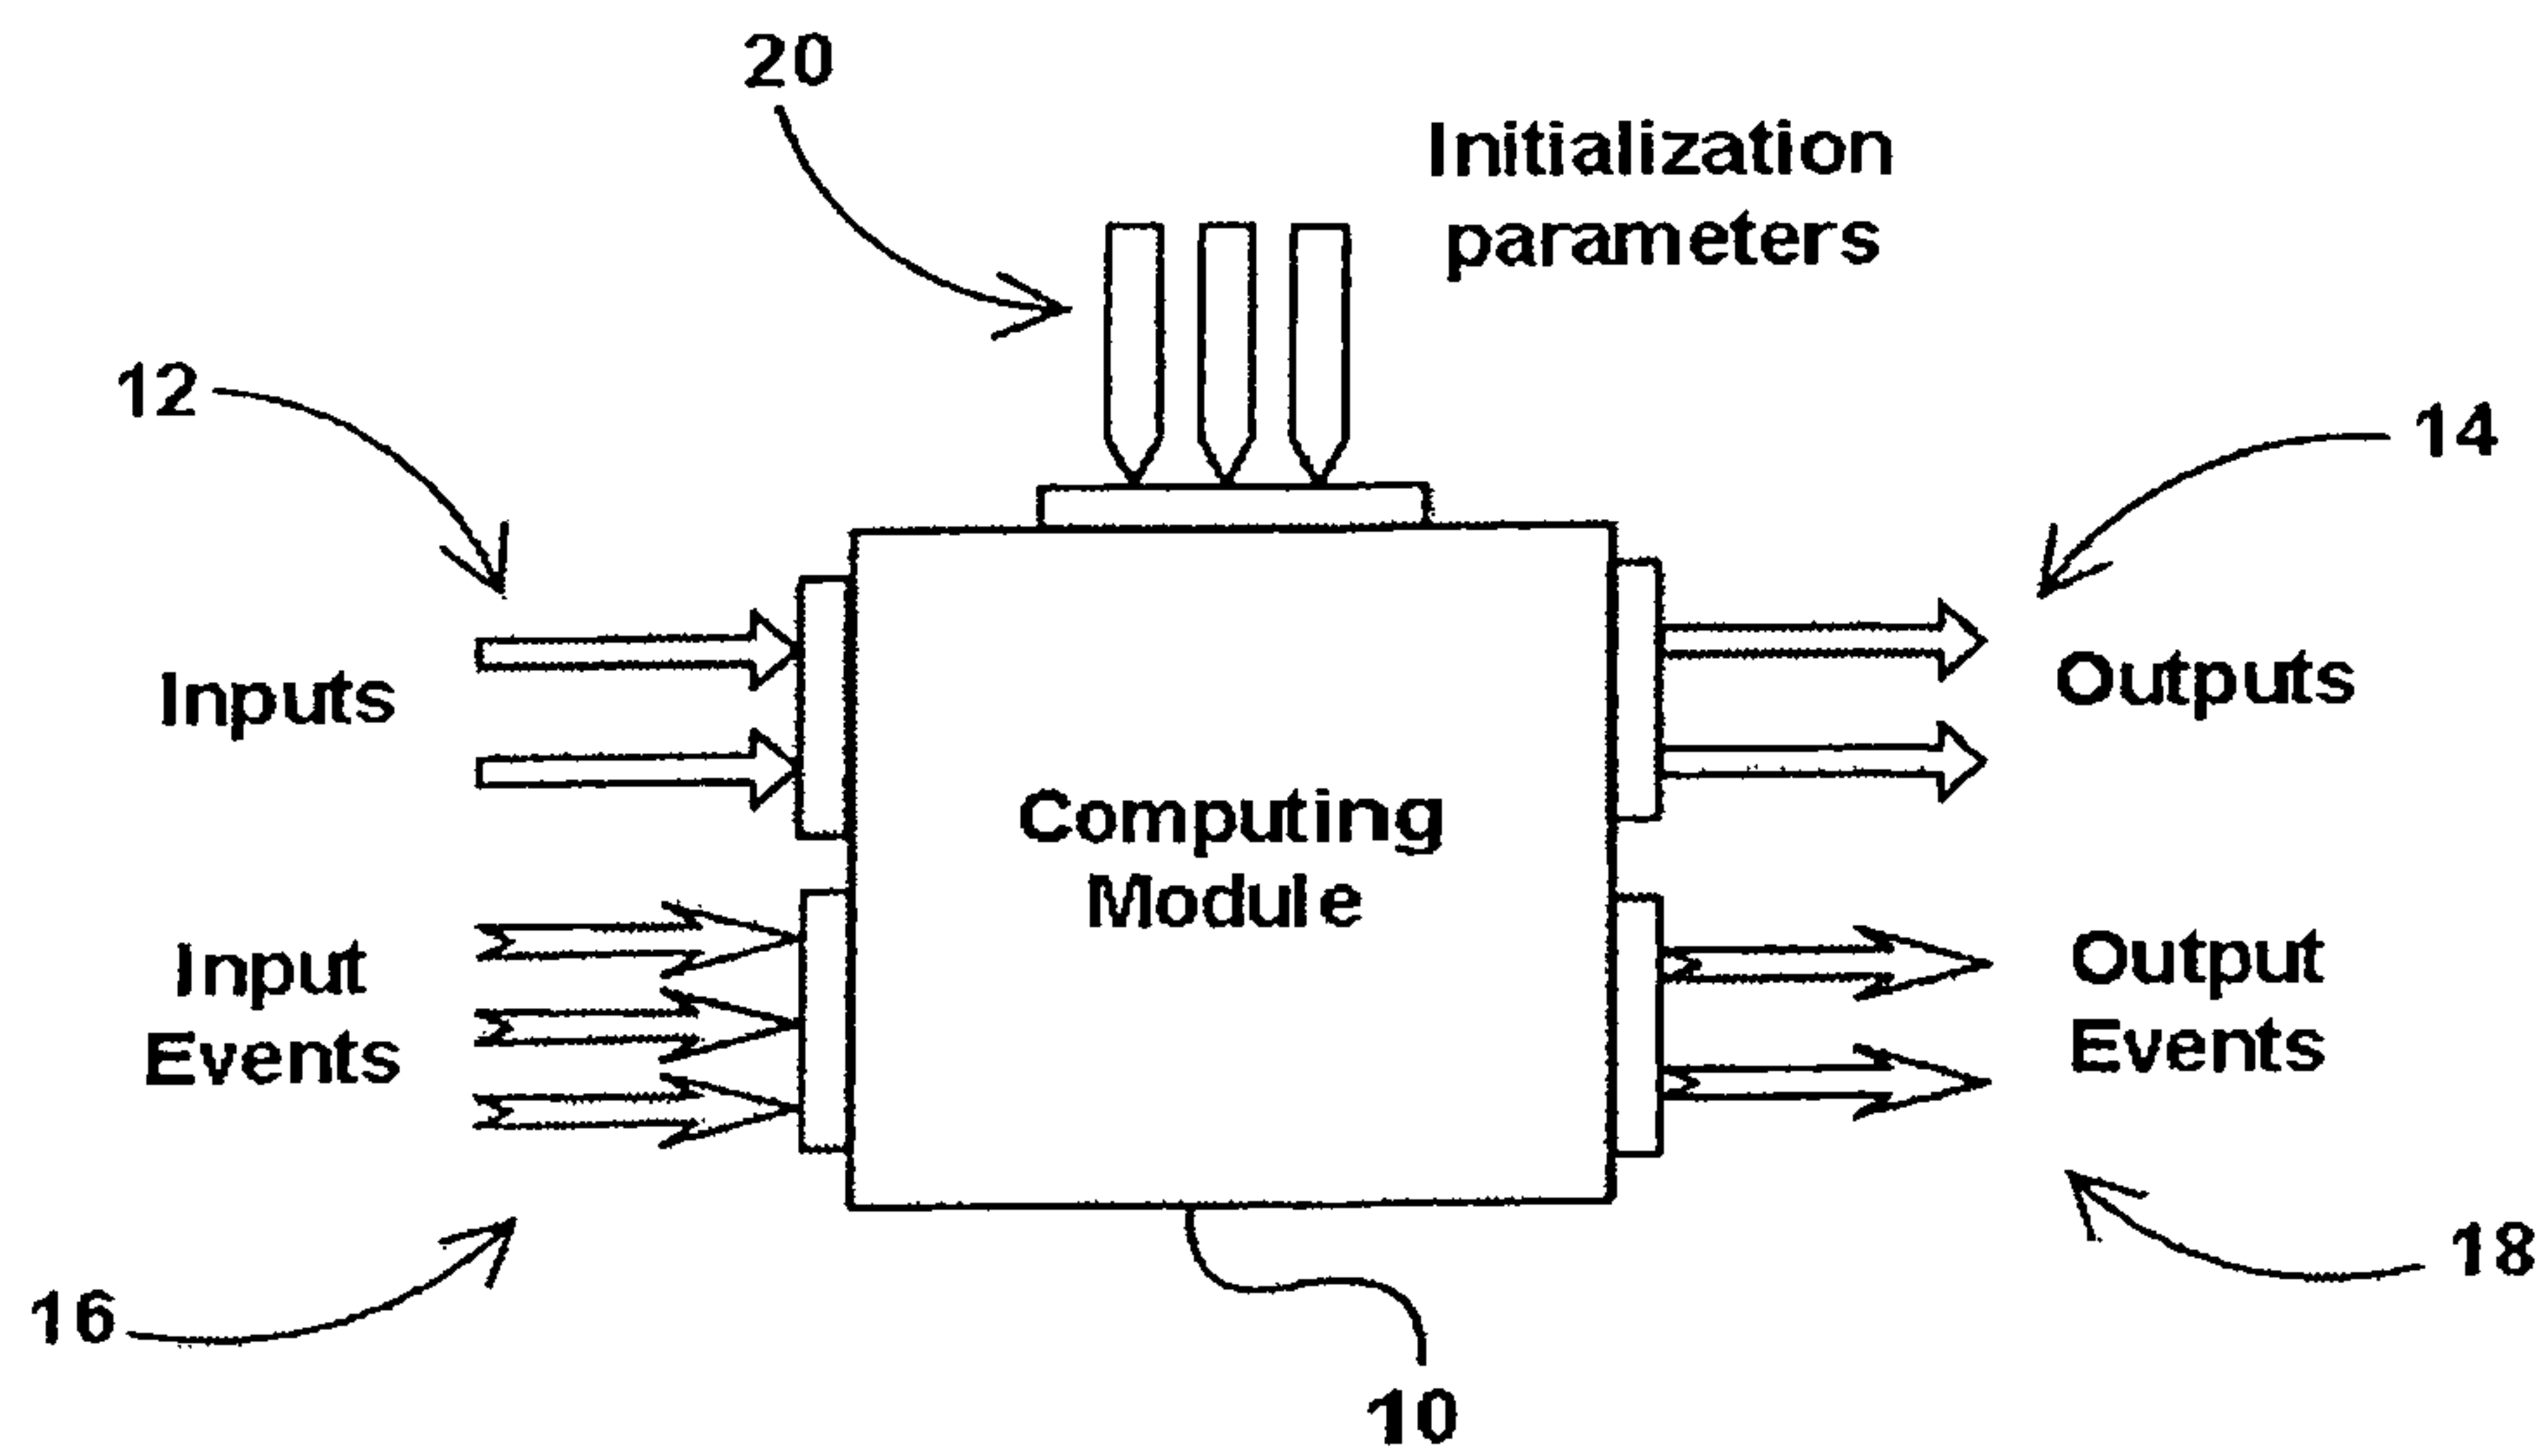 20
Initialization
parameters
12
14
Inputs
Outputs
Computing
Module
Input
Events
Output
Events
16
18
10